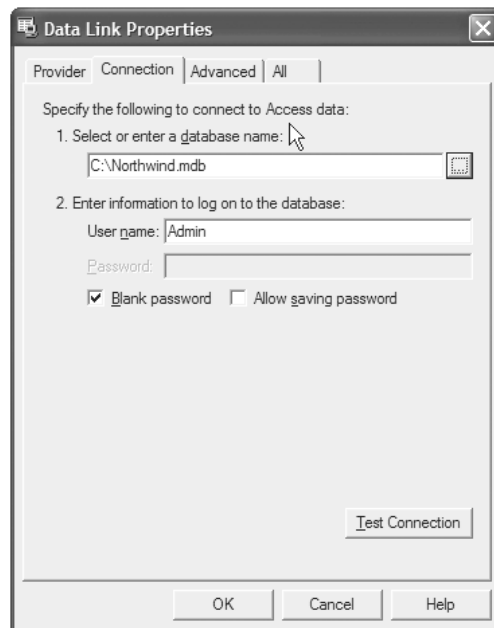 Data Link Properties
Provider Connection Advanced All
Specify the following to connect to Access data:
1. Select or enter a database name:
C:\Northwind.mdb
...
2. Enter information to log on to the database:
User name: Admin
Password:
Blank password Allow saving password
Test Connection
OK Cancel Help